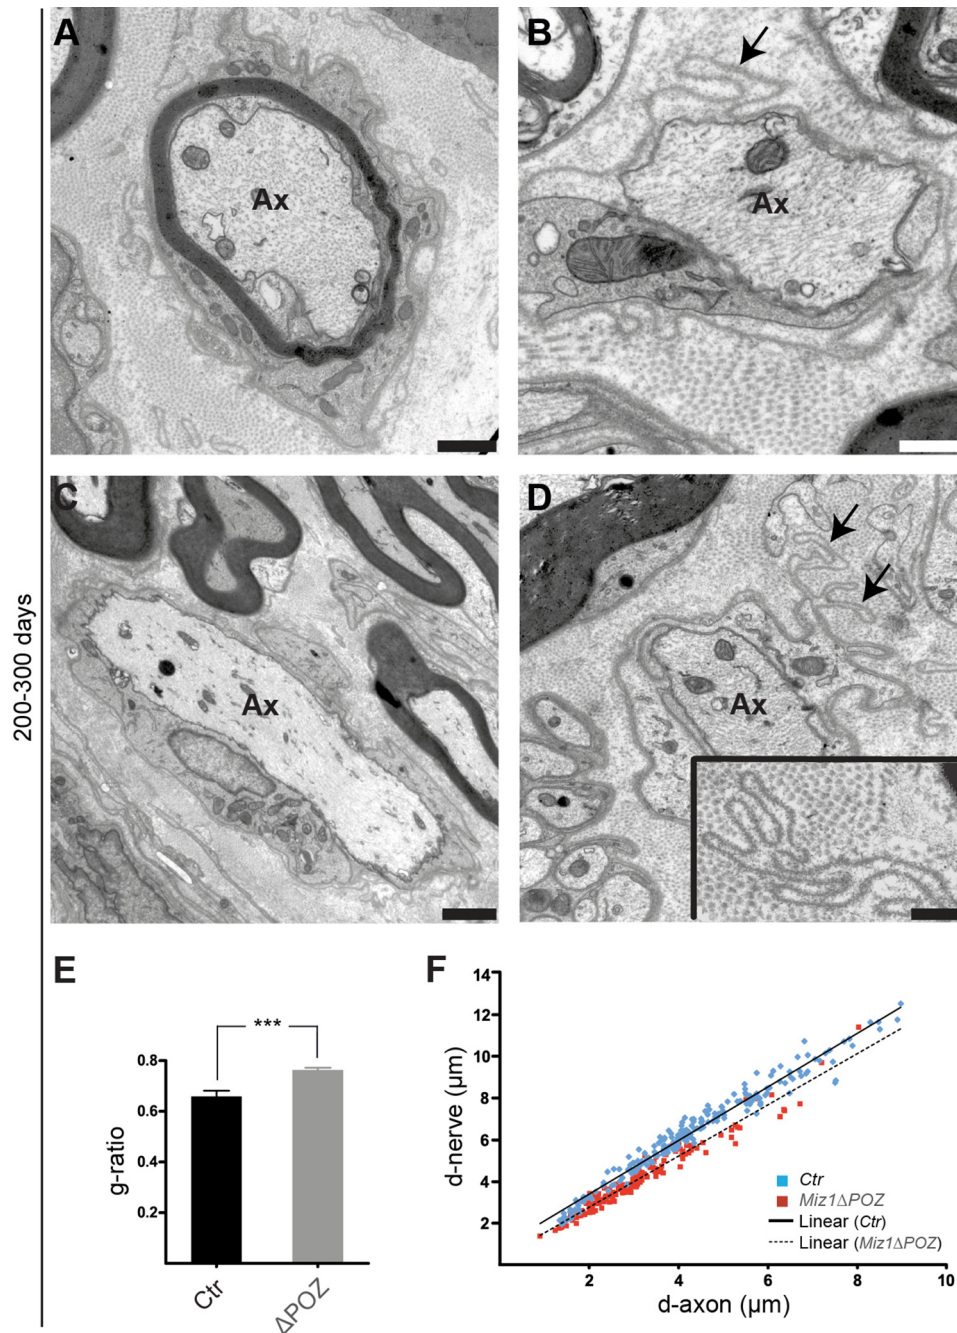 A
B
Ax
Ax
C
D
Ax
Ax
200-300 days
E
F
***
0.8
0.6
0.4
0.2
g-ratio
Ctr
ΔPOZ
14
12
10
8
6
4
2
d-nerve (µm)
Ctr
Miz1ΔPOZ
Linear (Ctr)
Linear (Miz1ΔPOZ)
2
4
6
8
10
d-axon (µm)